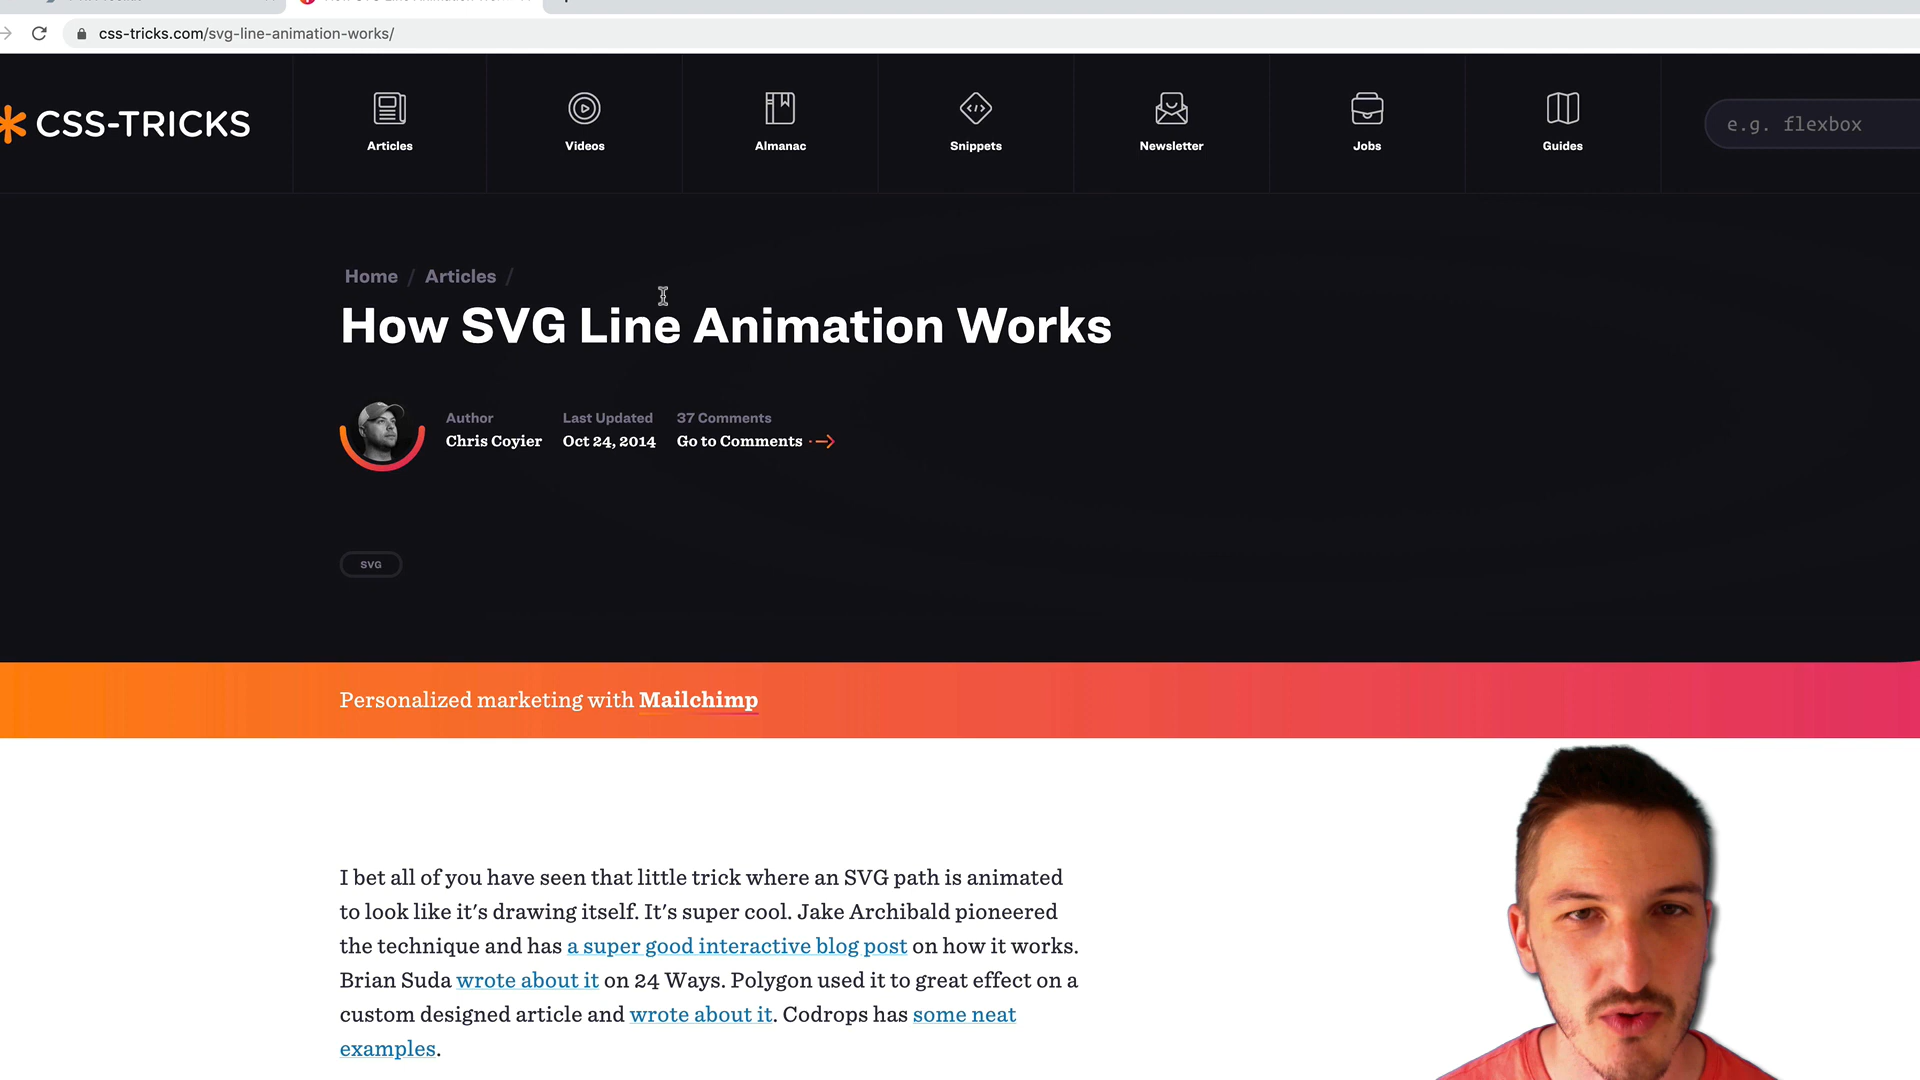 css-tricks.com/svg-line-animation-works/
CSS-TRICKS
Articles
Videos
Almanac
Snippets
Newsletter
Jobs
Guides
e.g. flexbox
Home / Articles /
How SVG Line Animation Works
Author
Chris Coyier
Last Updated
Oct 24, 2014
37 Comments
Go to Comments
SVG
Personalized marketing with Mailchimp
I bet all of you have seen that little trick where an SVG path is animated
to look like it's drawing itself. It's super cool. Jake Archibald pioneered
the technique and has a super good interactive blog post on how it works.
Brian Suda wrote about it on 24 Ways. Polygon used it to great effect on a
custom designed article and wrote about it. Codrops has some neat
examples.